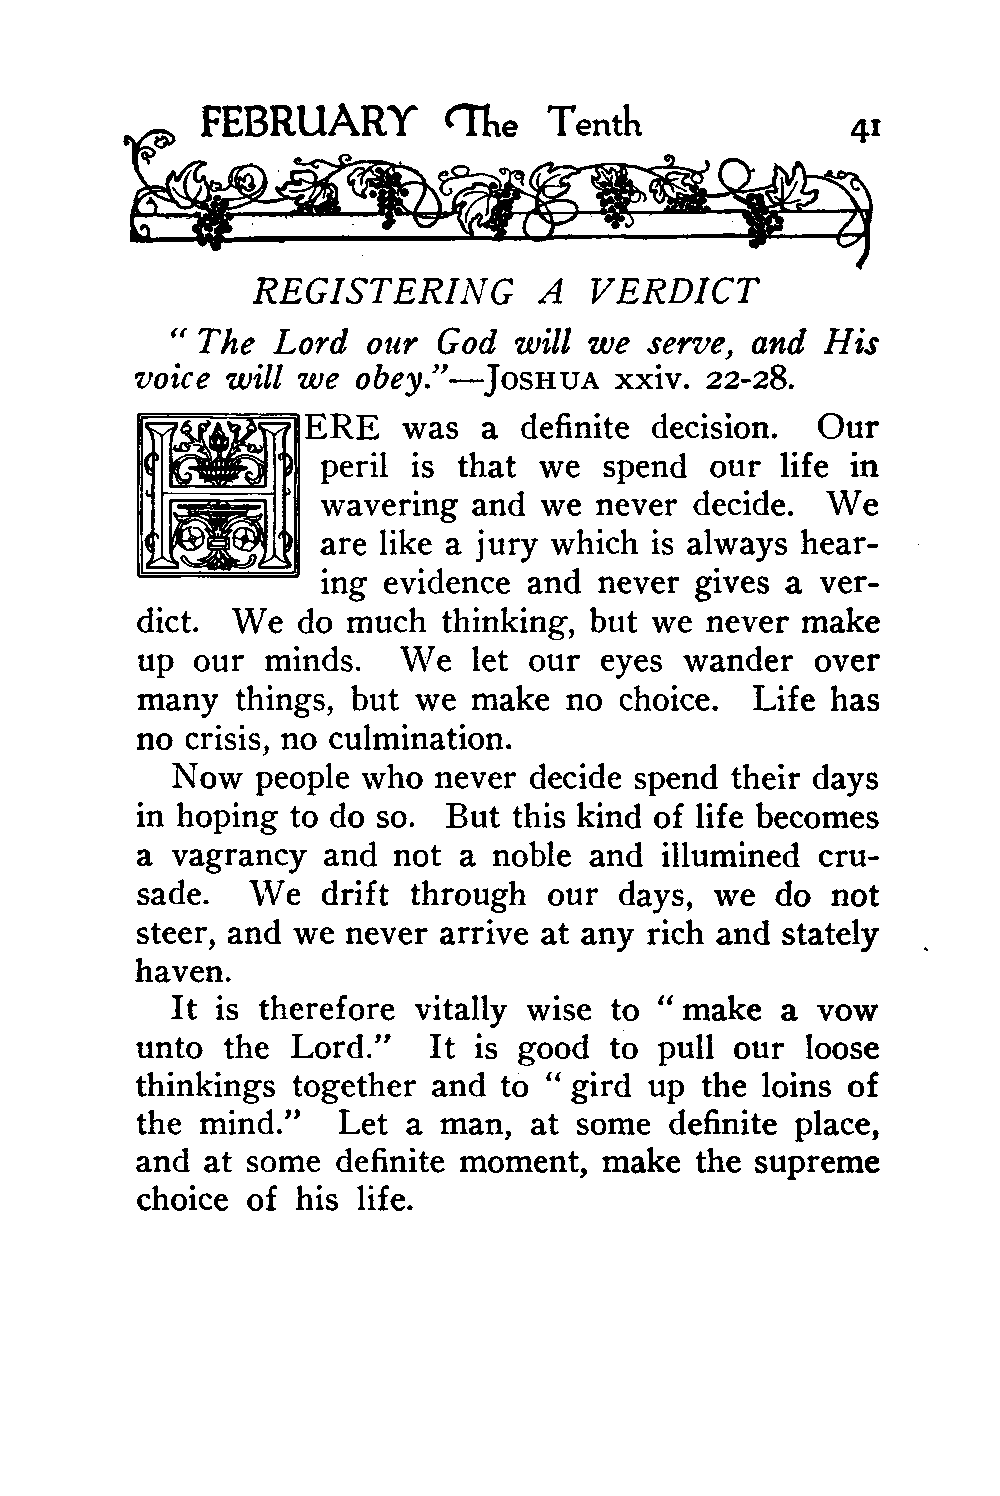 FEBRUARY The Tenth 41
REGISTERING A VERDICT
“ The Lord our God will we serve, and His
voice will we obey.”—JOSHUA xxiv. 22-28.
HERE was a definite decision. Our
peril is that we spend our life in
wavering and we never decide. We
are like a jury which is always hear-
ing evidence and never gives a ver-
dict. We do much thinking, but we never make
up our minds. We let our eyes wander over
many things, but we make no choice. Life has
no crisis, no culmination.
Now people who never decide spend their days
in hoping to do so. But this kind of life becomes
a vagrancy and not a noble and illumined cru-
sade. We drift through our days, we do not
steer, and we never arrive at any rich and stately
haven.
It is therefore vitally wise to “ make a vow
unto the Lord.” It is good to pull our loose
thinkings together and to “ gird up the loins of
the mind.” Let a man, at some definite place,
and at some definite moment, make the supreme
choice of his life.